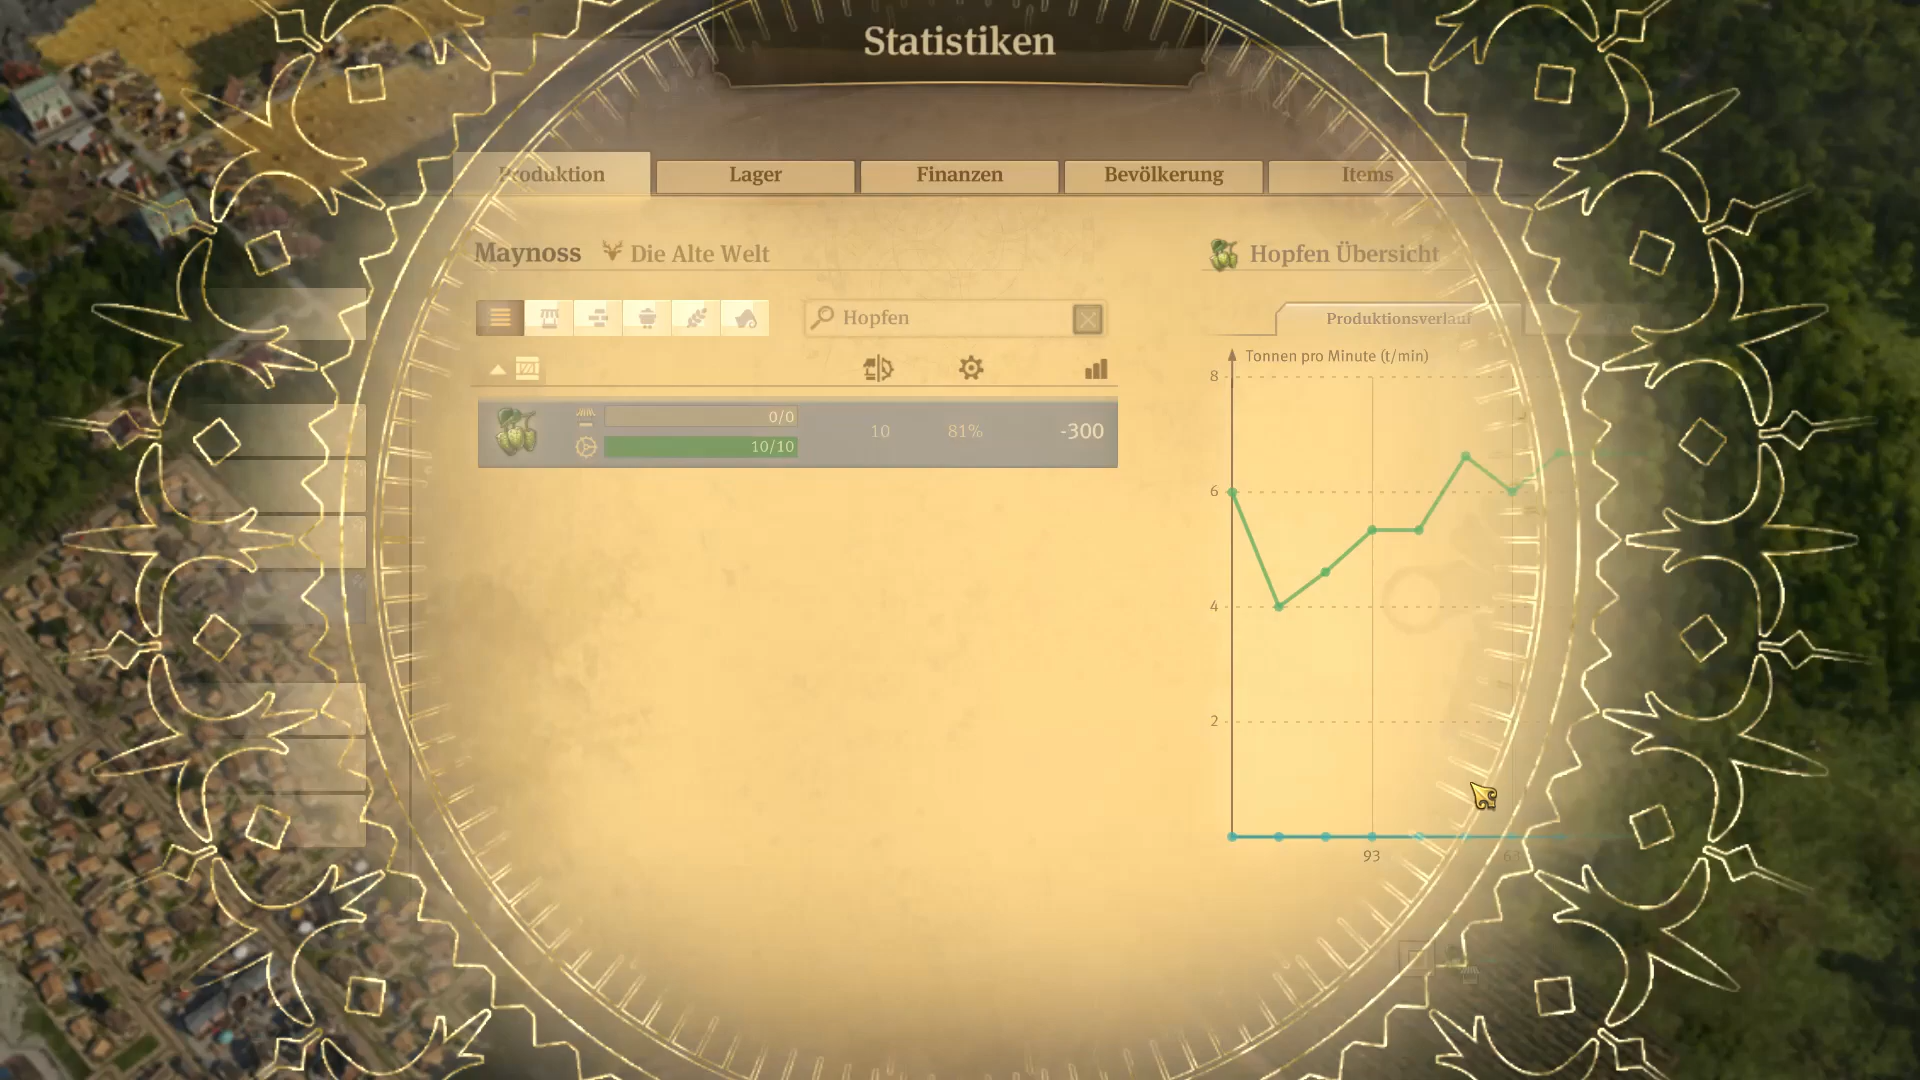 Statistiken
Produktion
Lager
Finanzen
Bevölkerung
Items
Maynoss
Die Alte Welt
Hopfen Übersicht
Hopfen
Produktionsverlauf
Tonnen pro Minute (t/min)
8
0/0
10/10
10
81%
-300
6
4
2
93
63